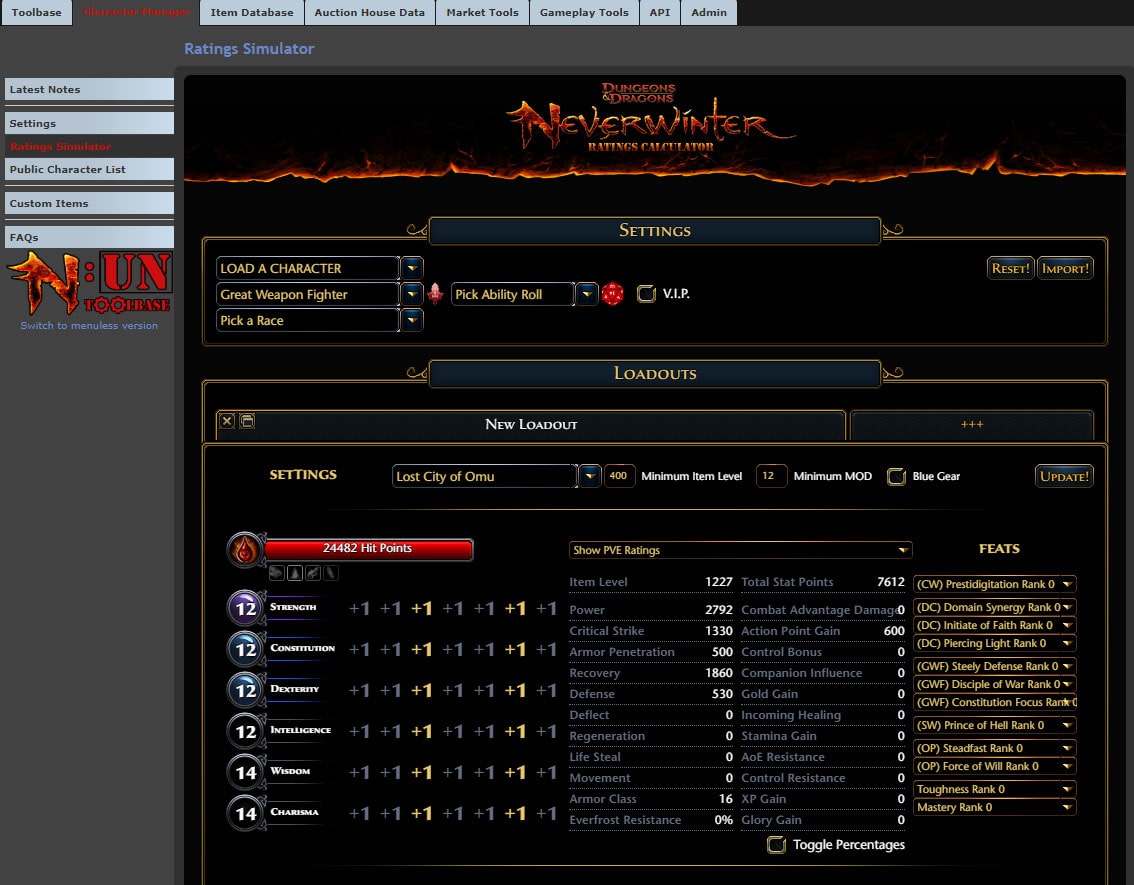 Toolbase Character Manager Item Database Auction House Data Market Tools Gameplay Tools API Admin
Ratings Simulator
Latest Notes
Settings
Ratings Simulator
Public Character List
Custom Items
FAQs
N:UN
TOOLBASE
Switch to menuless version
DUNGEONS
& DRAGONS
NEVERWINTER
RATINGS CALCULATOR
SETTINGS
LOAD A CHARACTER
RESET! IMPORT!
Great Weapon Fighter Pick Ability Roll V.I.P.
Pick a Race
LOADOUTS
NEW LOADOUT +++
SETTINGS Lost City of Omu 400 Minimum Item Level 12 Minimum MOD Blue Gear UPDATE!
24482 Hit Points
12 STRENGTH +1 +1 +1 +1 +1 +1 +1
12 CONSTITUTION +1 +1 +1 +1 +1 +1 +1
12 DEXTERITY +1 +1 +1 +1 +1 +1 +1
12 INTELLIGENCE +1 +1 +1 +1 +1 +1 +1
14 WISDOM +1 +1 +1 +1 +1 +1 +1
14 CHARISMA +1 +1 +1 +1 +1 +1 +1
Show PVE Ratings
Item Level 1227 Total Stat Points 7612
Power 2792 Combat Advantage Damage 0
Critical Strike 1330 Action Point Gain 600
Armor Penetration 500 Control Bonus 0
Recovery 1860 Companion Influence 0
Defense 530 Gold Gain 0
Deflect 0 Incoming Healing 0
Regeneration 0 Stamina Gain 0
Life Steal 0 AoE Resistance 0
Movement 0 Control Resistance 0
Armor Class 16 XP Gain 0
Everfrost Resistance 0% Glory Gain 0
Toggle Percentages
FEATS
(CW) Prestidigitation Rank 0
(DC) Domain Synergy Rank 0
(DC) Initiate of Faith Rank 0
(DC) Piercing Light Rank 0
(GWF) Steely Defense Rank 0
(GWF) Disciple of War Rank 0
(GWF) Constitution Focus Rank 0
(SW) Prince of Hell Rank 0
(OP) Steadfast Rank 0
(OP) Force of Will Rank 0
Toughness Rank 0
Mastery Rank 0